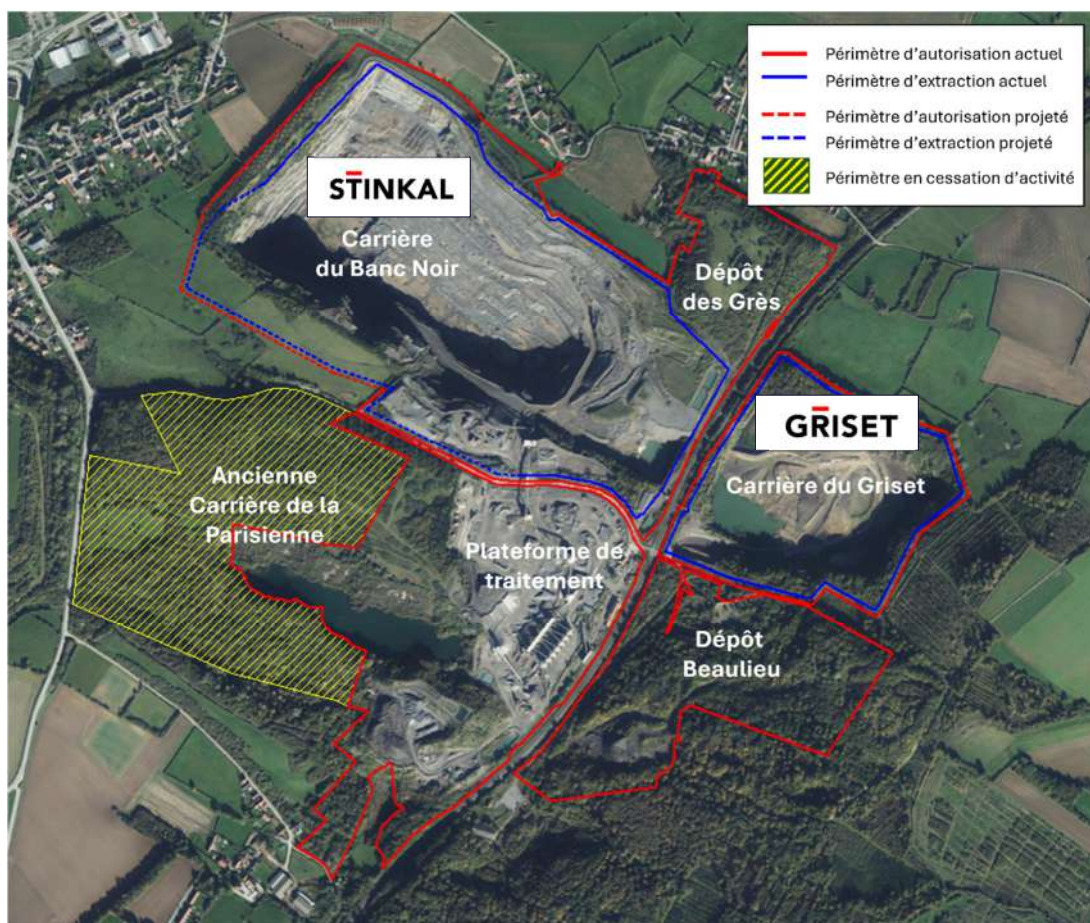 Périmètre d'autorisation actuel
Périmètre d'extraction actuel
Périmètre d'autorisation projeté
Périmètre d'extraction projeté
Périmètre en cessation d'activité
STINKAL
Carrière
du Banc Noir
Dépôt
des Grès
GRISET
Carrière du Griset
Ancienne
Carrière de la
Parisienne
Plateforme de
traitement
Dépôt
Beaulieu